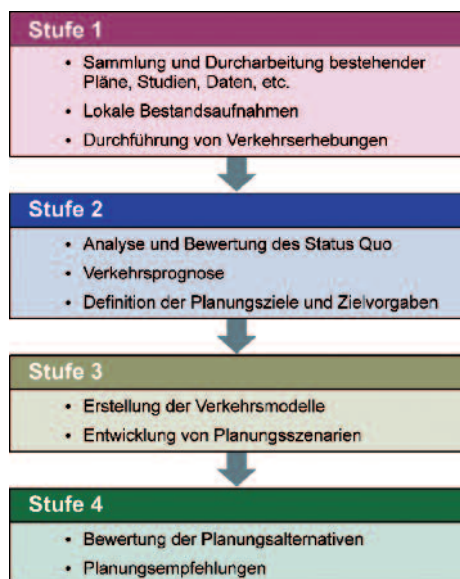 Stufe 1
• Sammlung und Durcharbeitung bestehender
Pläne, Studien, Daten, etc.
• Lokale Bestandsaufnahmen
• Durchführung von Verkehrserhebungen
Stufe 2
• Analyse und Bewertung des Status Quo
• Verkehrsprognose
• Definition der Planungsziele und Zielvorgaben
Stufe 3
• Erstellung der Verkehrsmodelle
• Entwicklung von Planungsszenarien
Stufe 4
• Bewertung der Planungsalternativen
• Planungsempfehlungen